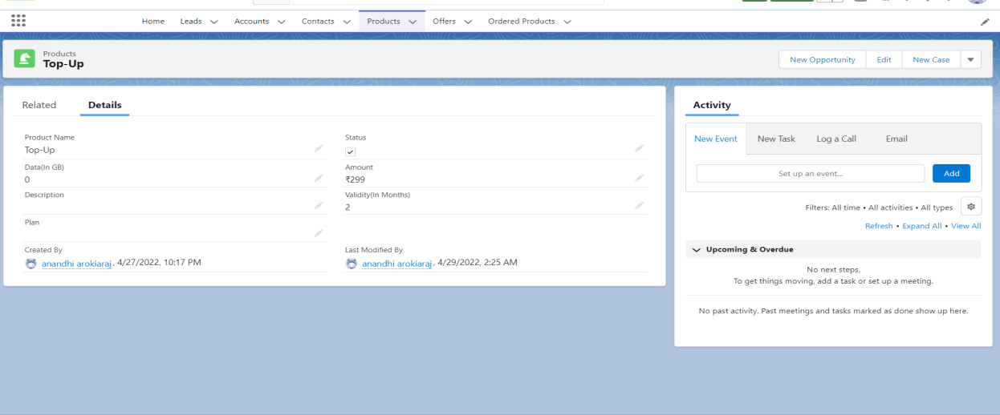 Home Leads Accounts Contacts Products Offers Ordered Products
Products
Top-Up
New Opportunity Edit New Case
Related Details
Product Name
Top-Up
Status
Data(In GB)
0
Amount
₹299
Description
Validity(In Months)
2
Plan
Created By
anandhi arokiaraj, 4/27/2022, 10:17 PM
Last Modified By
anandhi arokiaraj, 4/29/2022, 2:25 AM
Activity
New Event New Task Log a Call Email
Set up an event... Add
Filters: All time • All activities • All types
Refresh • Expand All • View All
Upcoming & Overdue
No next steps.
To get things moving, add a task or set up a meeting.
No past activity. Past meetings and tasks marked as done show up here.